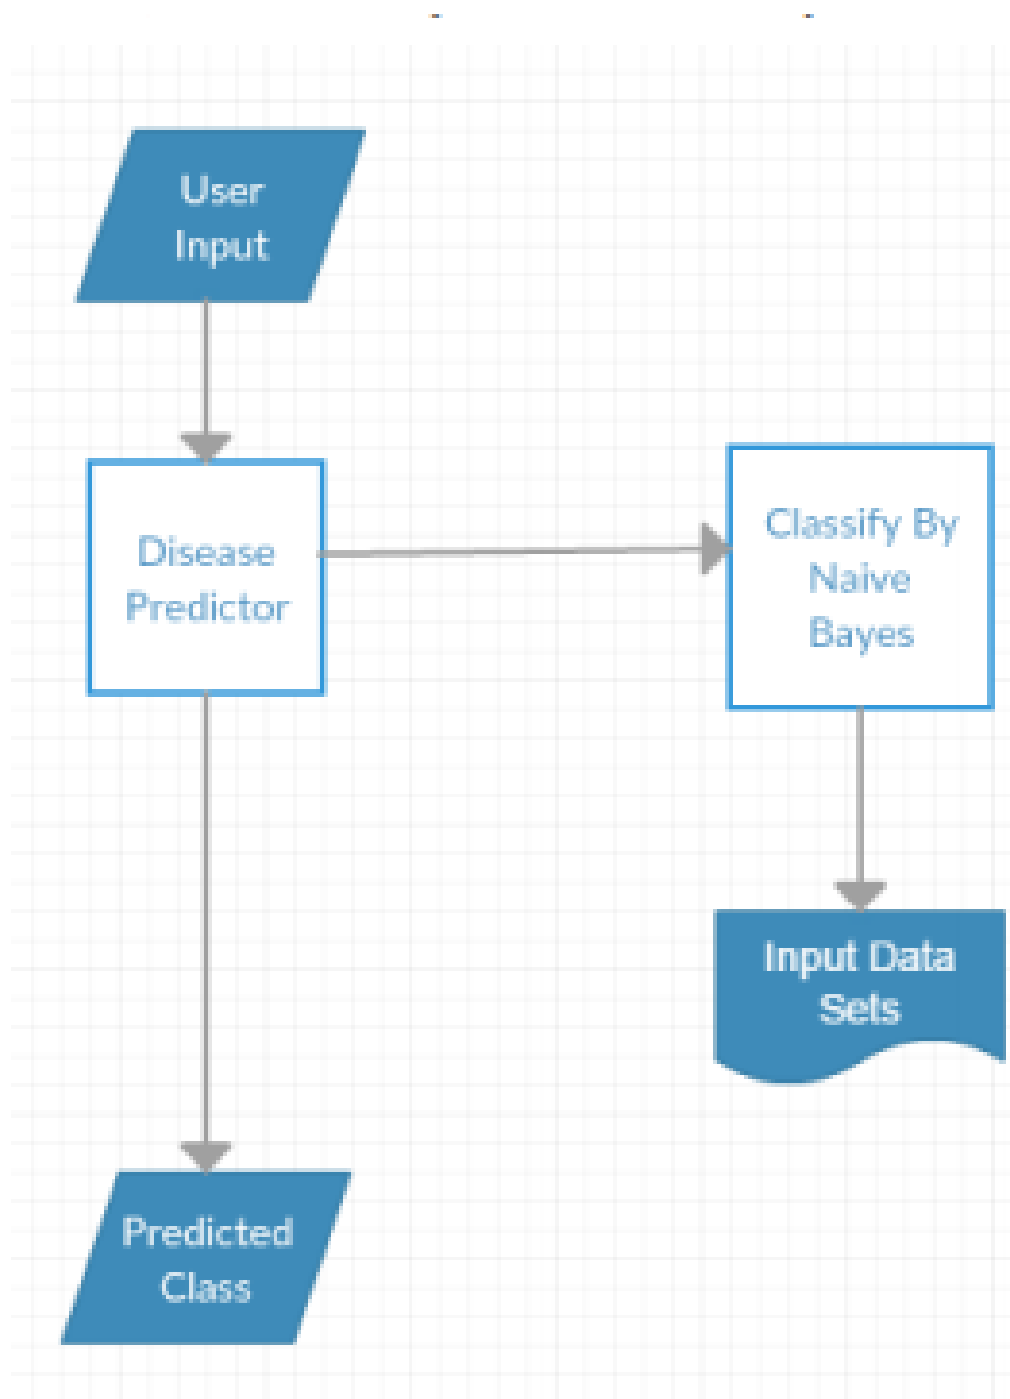 User
Input
Disease
Predictor
Classify By
Naive
Bayes
Input Data
Sets
Predicted
Class